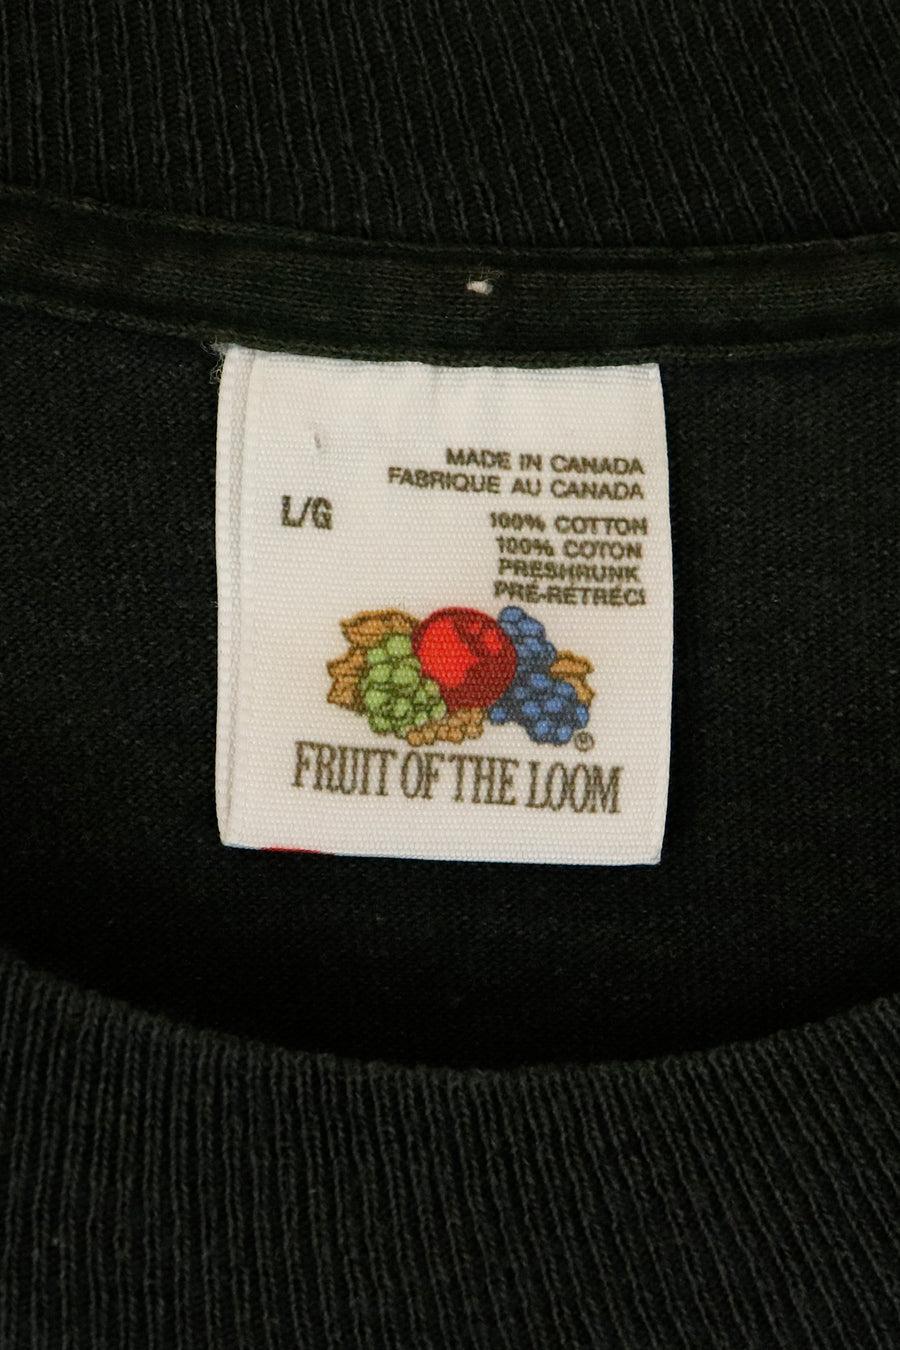 MADE IN CANADA
FABRIQUE AU CANADA
L/G
100% COTTON
100% COTON
PRESHRUNK
PRÉ-RÉTRÉCI
®
FRUIT OF THE LOOM